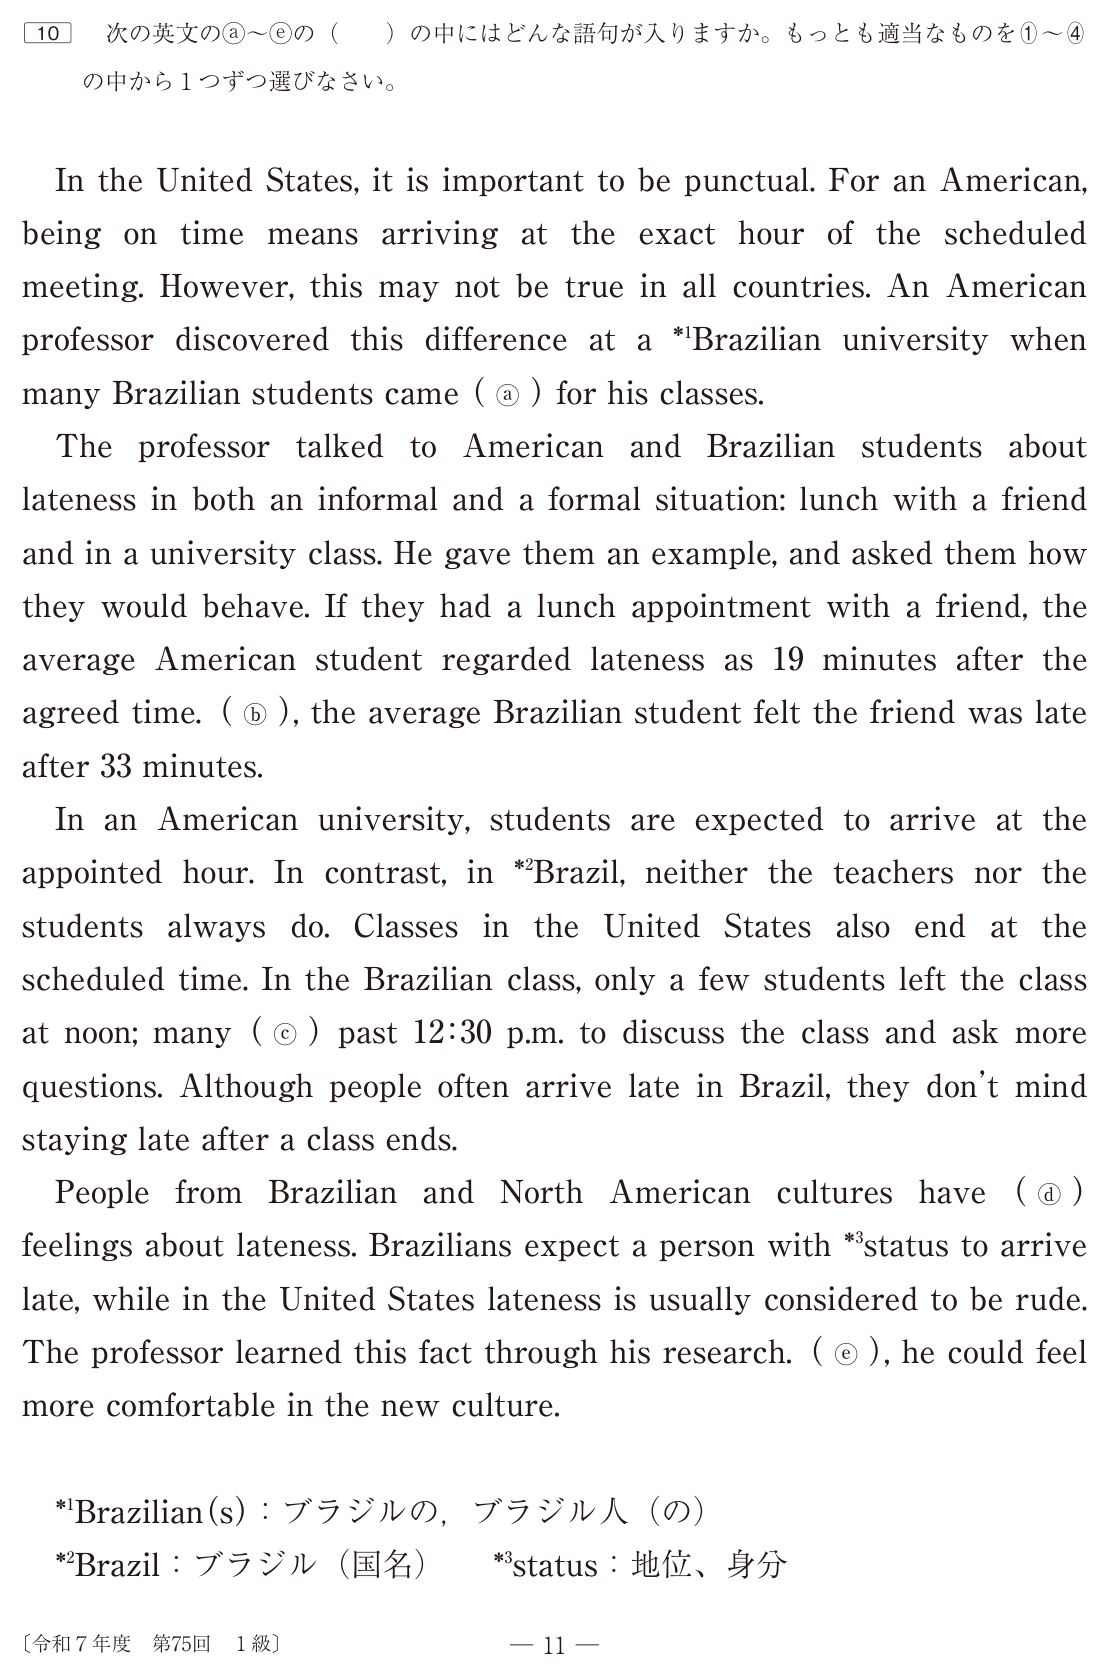 10 次の英文のⓐ～ⓔの（　　）の中にはどんな語句が入りますか。もっとも適当なものを①～④
の中から１つずつ選びなさい。
In the United States, it is important to be punctual. For an American,
being on time means arriving at the exact hour of the scheduled
meeting. However, this may not be true in all countries. An American
professor discovered this difference at a *1Brazilian university when
many Brazilian students came ( ⓐ ) for his classes.
The professor talked to American and Brazilian students about
lateness in both an informal and a formal situation: lunch with a friend
and in a university class. He gave them an example, and asked them how
they would behave. If they had a lunch appointment with a friend, the
average American student regarded lateness as 19 minutes after the
agreed time. ( ⓑ ), the average Brazilian student felt the friend was late
after 33 minutes.
In an American university, students are expected to arrive at the
appointed hour. In contrast, in *2Brazil, neither the teachers nor the
students always do. Classes in the United States also end at the
scheduled time. In the Brazilian class, only a few students left the class
at noon; many ( ⓒ ) past 12:30 p.m. to discuss the class and ask more
questions. Although people often arrive late in Brazil, they don't mind
staying late after a class ends.
People from Brazilian and North American cultures have ( ⓓ )
feelings about lateness. Brazilians expect a person with *3status to arrive
late, while in the United States lateness is usually considered to be rude.
The professor learned this fact through his research. ( ⓔ ), he could feel
more comfortable in the new culture.
*1Brazilian(s)：ブラジルの，ブラジル人（の）
*2Brazil：ブラジル（国名）　*3status：地位、身分
〔令和７年度　第75回　１級〕 ― 11 ―